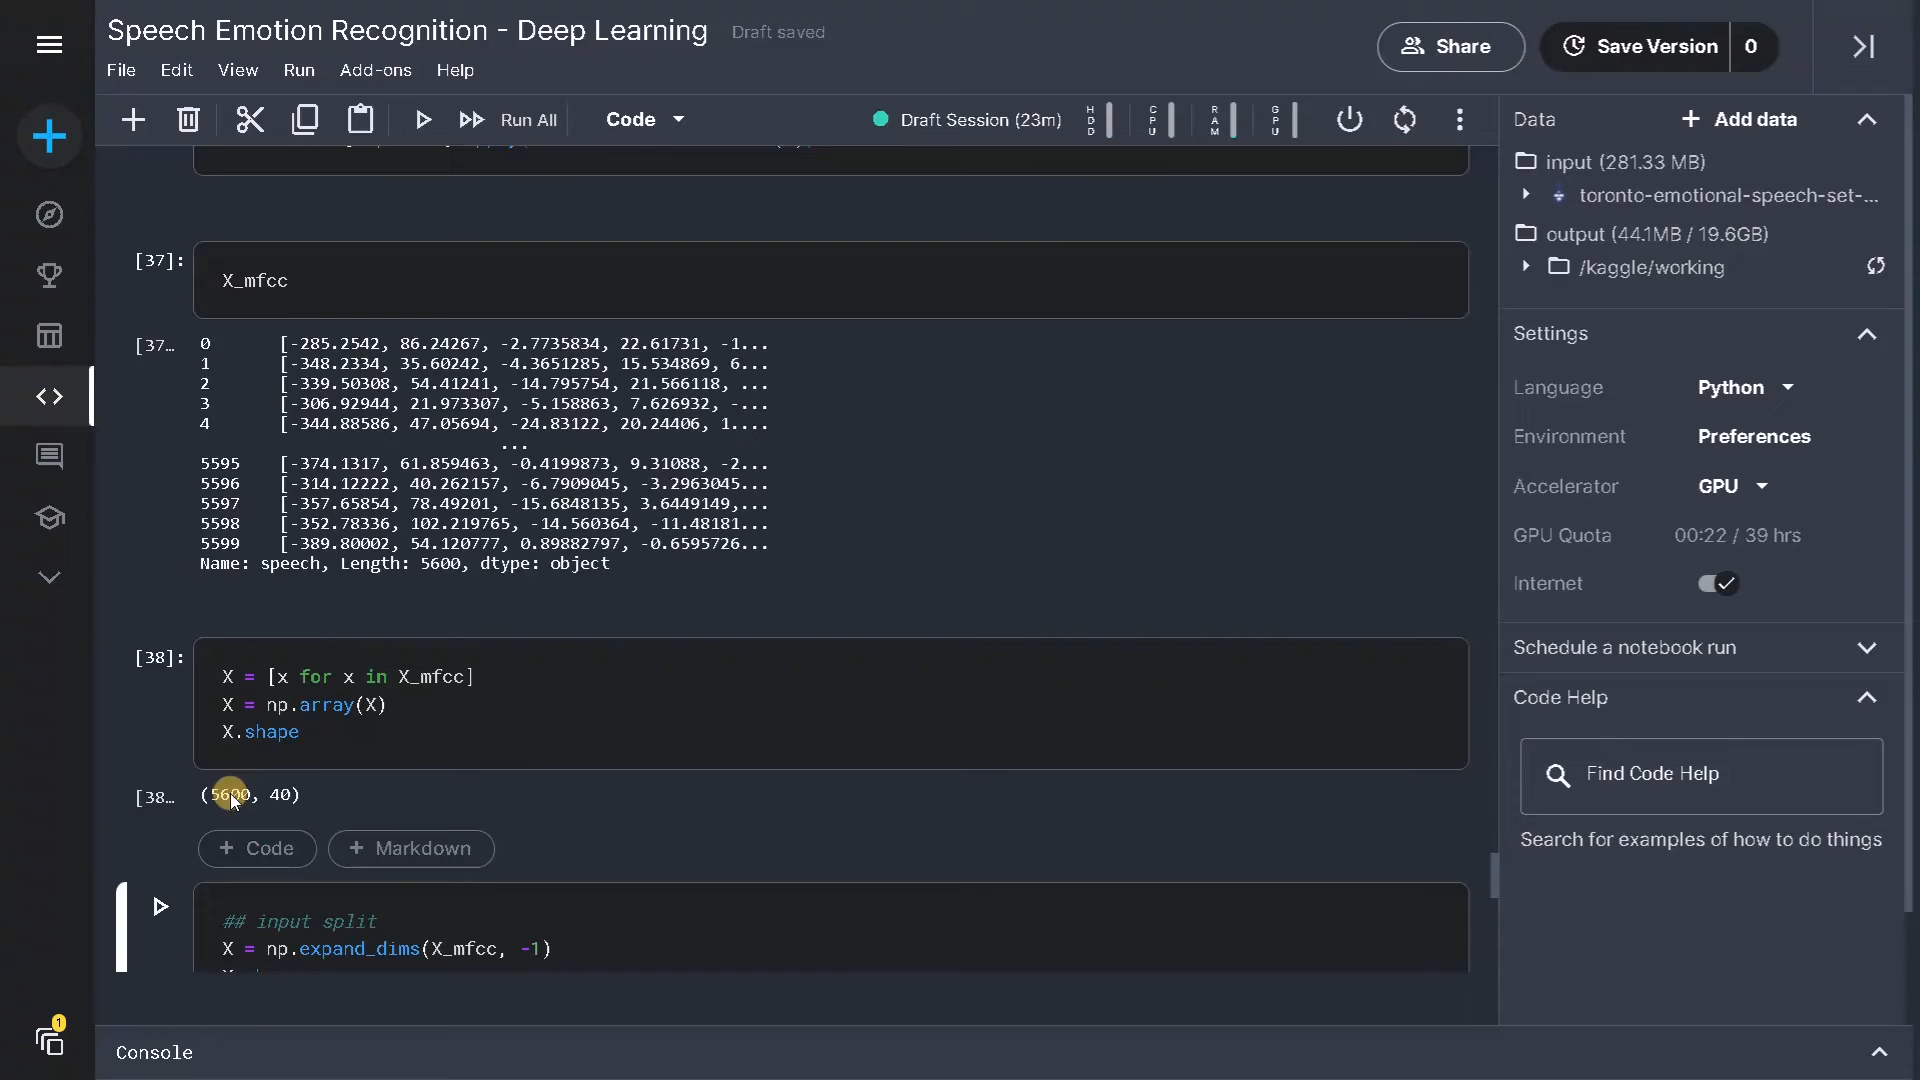 Speech Emotion Recognition - Deep Learning Draft saved
Share
Save Version 0
File Edit View Run Add-ons Help
Run All
Code
Draft Session (23m)
HDD
CPU
RAM
GPU
Data
Add data
input (281.33 MB)
toronto-emotional-speech-set-...
output (44.1MB / 19.6GB)
/kaggle/working
[37]:
X_mfcc
[37...
0 [-285.2542, 86.24267, -2.7735834, 22.61731, -1...
1 [-348.2334, 35.60242, -4.3651285, 15.534869, 6...
2 [-339.50308, 54.41241, -14.795754, 21.566118, ...
3 [-306.92944, 21.973307, -5.158863, 7.626932, -...
4 [-344.88586, 47.05694, -24.83122, 20.24406, 1....
...
5595 [-374.1317, 61.859463, -0.4199873, 9.31088, -2...
5596 [-314.12222, 40.262157, -6.7909045, -3.2963045...
5597 [-357.65854, 78.49201, -15.6848135, 3.6449149,...
5598 [-352.78336, 102.219765, -14.560364, -11.48181...
5599 [-389.80002, 54.120777, 0.89882797, -0.6595726...
Name: speech, Length: 5600, dtype: object
Settings
Language Python
Environment Preferences
Accelerator GPU
GPU Quota 00:22 / 39 hrs
Internet
Schedule a notebook run
Code Help
Find Code Help
Search for examples of how to do things
[38]:
X = [x for x in X_mfcc]
X = np.array(X)
X.shape
[38...
(5600, 40)
+ Code
+ Markdown
## input split
X = np.expand_dims(X_mfcc, -1)
1
Console